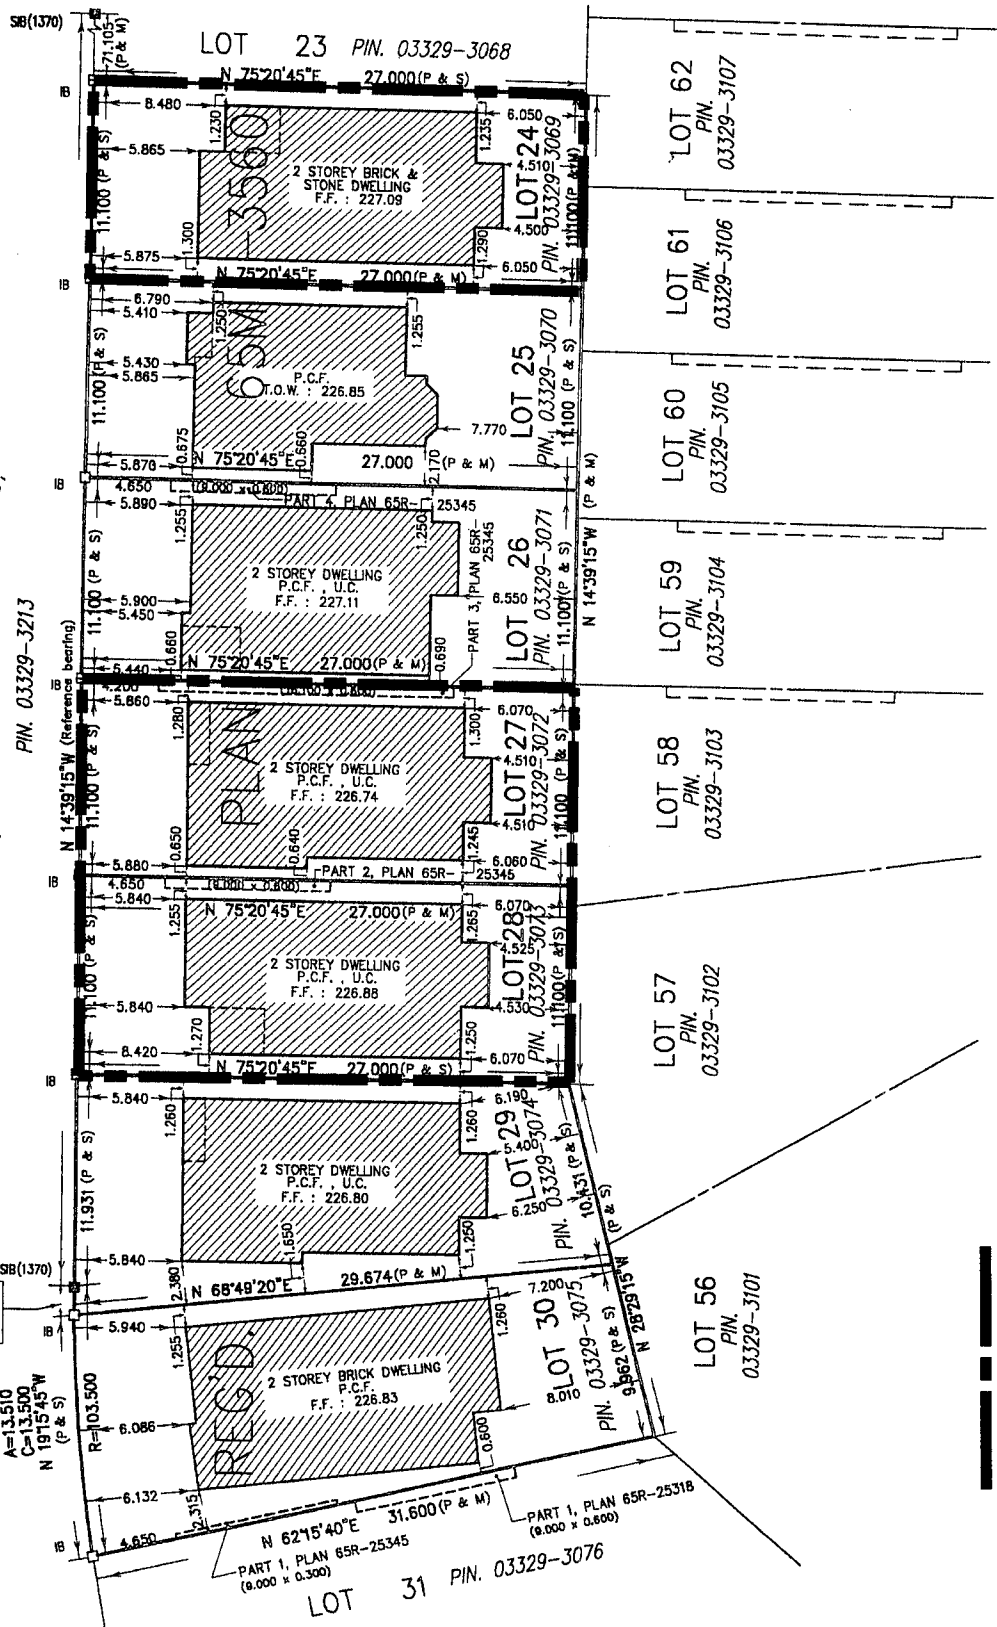 SIB(1370)
71.105
(P & M)
LOT 23 PIN. 03329-3068
N 75°20'45"E 27.000(P & S)
IB
8.480
1.230
1.235
6.050
5.865
4.510
11.100 (P & S)
2 STOREY BRICK &
STONE DWELLING
F.F. : 227.09
LOT 24
PIN. 03329-3069
11.100(P & M)
4.500
1.300
1.290
5.875
6.050
N 75°20'45"E 27.000(P & M)
IB
6.790
5.410
1.250
1.255
5.430
5.865
11.100 (P & S)
P.C.F.
T.O.W. : 226.85
LOT 25
PIN. 03329-3070
11.100 (P & S)
7.770
0.675
0.660
2.170
5.870
N 75°20'45"E 27.000 (P & M)
IB
4.650
(9.000 x 0.600)
PART 4, PLAN 65R-25345
5.890
1.255
1.250
11.100 (P & S)
2 STOREY DWELLING
P.C.F. , U.C.
F.F. : 227.11
PART 3, PLAN 65R-25345
LOT 26
PIN. 03329-3071
11.100(P & S)
N 14°39'15"W (P & M)
5.900
5.450
6.550
0.660
0.690
N 75°20'45"E 27.000(P & M)
5.440
IB
4.200
5.860
1.280
1.300
6.070
PIN. 03329-3213
N 14°39'15"W (Reference bearing)
11.100 (P & S)
2 STOREY DWELLING
P.C.F. , U.C.
F.F. : 226.74
4.510
LOT 27
PIN. 03329-3072
11.100 (P & S)
4.510
0.650
0.640
1.245
5.880
6.060
PART 2, PLAN 65R-25345
IB
4.650
(9.000 x 0.600)
5.840
1.255
N 75°20'45"E 27.000(P & M)
1.265
6.070
4.525
11.100 (P & S)
2 STOREY DWELLING
P.C.F. , U.C.
F.F. : 226.88
LOT 28
PIN. 03329-3073
11.100(P & S)
5.840
4.530
1.270
1.250
8.420
6.070
N 75°20'45"E 27.000(P & S)
IB
5.840
1.260
1.260
6.190
5.400
11.931 (P & S)
2 STOREY DWELLING
P.C.F. , U.C.
F.F. : 226.80
LOT 29
PIN. 03329-3074
10.431 (P & S)
6.250
1.650
1.250
5.840
SIB(1370)
2.380
N 68°49'20"E 29.674(P & M)
IB
5.940
1.255
1.260
7.200
N 28°29'15"W (P & S)
2 STOREY BRICK DWELLING
P.C.F.
F.F. : 226.83
LOT 30
PIN. 03329-3075
9.962 (P & S)
8.010
A=13.510
C=13.500
N 19°15'45"W
(P & S)
R=103.500
6.086
0.600
6.132
2.315
IB
4.650
N 62°15'40"E 31.600(P & M)
PART 1, PLAN 65R-25345
(9.000 x 0.300)
PART 1, PLAN 65R-25318
(9.000 x 0.600)
LOT 31 PIN. 03329-3076
REG'D. PLAN 65M-3560
LOT 62
PIN.
03329-3107
LOT 61
PIN.
03329-3106
LOT 60
PIN.
03329-3105
LOT 59
PIN.
03329-3104
LOT 58
PIN.
03329-3103
LOT 57
PIN.
03329-3102
LOT 56
PIN.
03329-3101